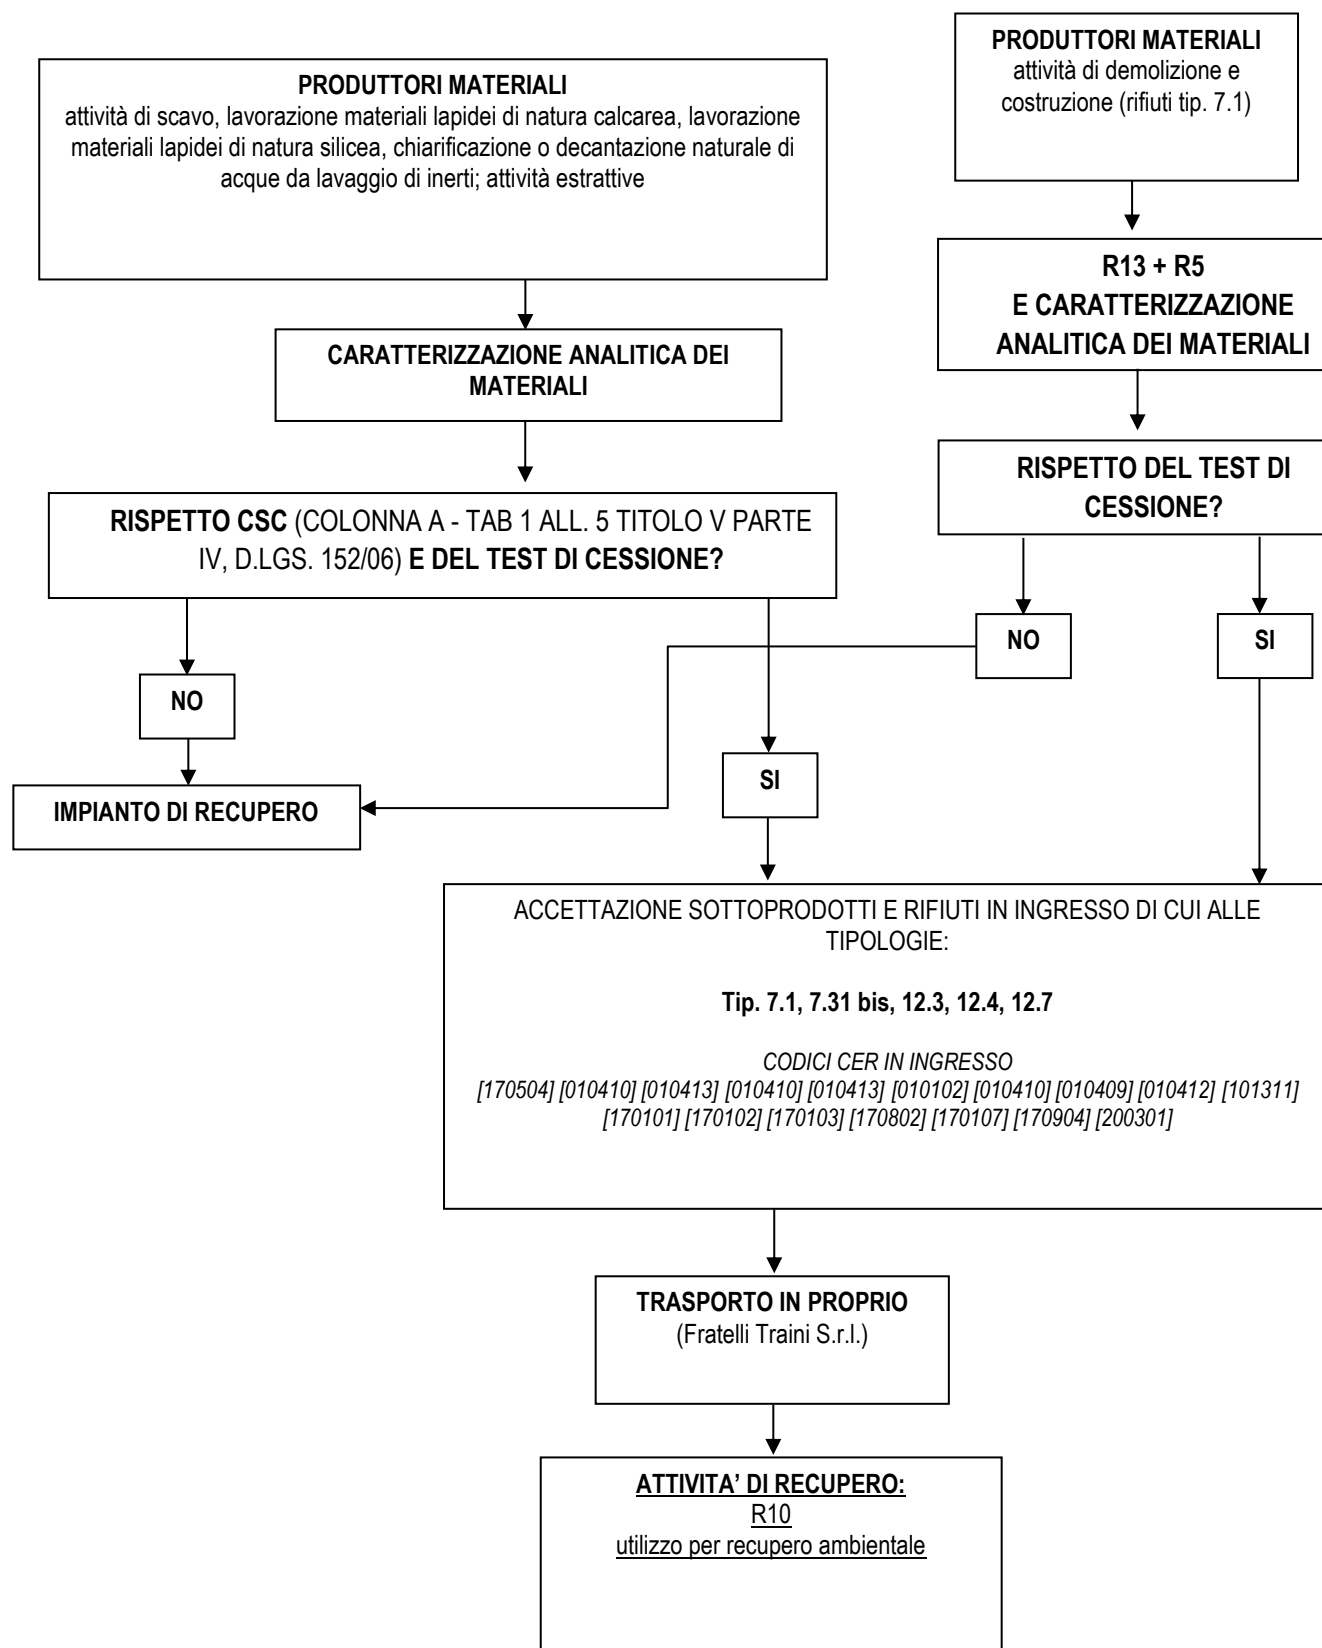 PRODUTTORI MATERIALI
attività di scavo, lavorazione materiali lapidei di natura calcarea, lavorazione
materiali lapidei di natura silicea, chiarificazione o decantazione naturale di
acque da lavaggio di inerti; attività estrattive
PRODUTTORI MATERIALI
attività di demolizione e
costruzione (rifiuti tip. 7.1)
R13 + R5
E CARATTERIZZAZIONE
ANALITICA DEI MATERIALI
CARATTERIZZAZIONE ANALITICA DEI
MATERIALI
RISPETTO DEL TEST DI
CESSIONE?
RISPETTO CSC (COLONNA A - TAB 1 ALL. 5 TITOLO V PARTE
IV, D.LGS. 152/06) E DEL TEST DI CESSIONE?
NO
SI
NO
SI
IMPIANTO DI RECUPERO
ACCETTAZIONE SOTTOPRODOTTI E RIFIUTI IN INGRESSO DI CUI ALLE
TIPOLOGIE:
Tip. 7.1, 7.31 bis, 12.3, 12.4, 12.7
CODICI CER IN INGRESSO
[170504] [010410] [010413] [010410] [010413] [010102] [010410] [010409] [010412] [101311]
[170101] [170102] [170103] [170802] [170107] [170904] [200301]
TRASPORTO IN PROPRIO
(Fratelli Traini S.r.l.)
ATTIVITA’ DI RECUPERO:
R10
utilizzo per recupero ambientale